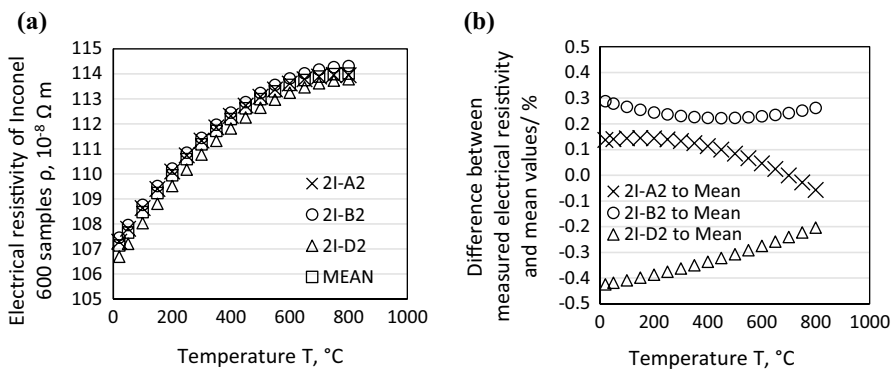 (a)
Electrical resistivity of Inconel
600 samples ρ, 10⁻⁸ Ω m
115
114
113
112
111
110
109
108
107
106
105
0
200
400
600
800
1000
2I-A2
2I-B2
2I-D2
MEAN
Temperature T, °C
(b)
Difference between
measured electrical resistivity
and mean values/ %
0.5
0.4
0.3
0.2
0.1
0.0
-0.1
-0.2
-0.3
-0.4
-0.5
0
200
400
600
800
1000
2I-A2 to Mean
2I-B2 to Mean
2I-D2 to Mean
Temperature T, °C